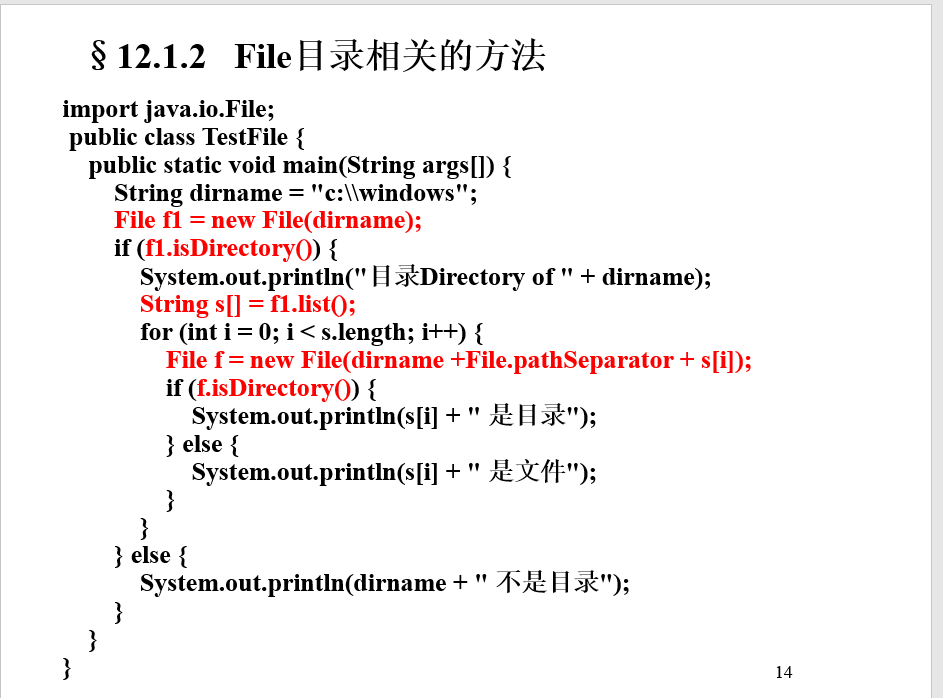 §12.1.2 File目录相关的方法
import java.io.File;
public class TestFile {
public static void main(String args[]) {
String dirname = "c:\\windows";
File f1 = new File(dirname);
if (f1.isDirectory()) {
System.out.println("目录Directory of " + dirname);
String s[] = f1.list();
for (int i = 0; i < s.length; i++) {
File f = new File(dirname +File.pathSeparator + s[i]);
if (f.isDirectory()) {
System.out.println(s[i] + " 是目录");
} else {
System.out.println(s[i] + " 是文件");
}
}
} else {
System.out.println(dirname + " 不是目录");
}
}
}
14